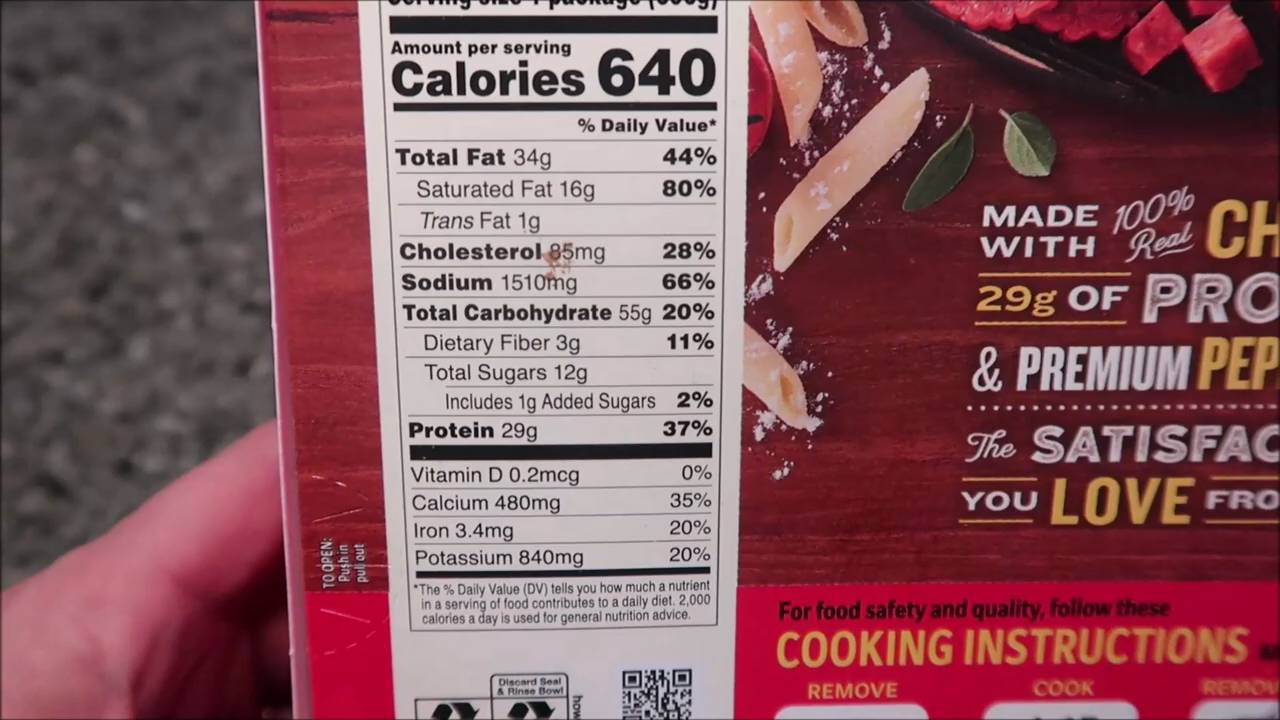 Serving size 1 package
Amount per serving
Calories 640
% Daily Value*
Total Fat 34g 44%
Saturated Fat 16g 80%
Trans Fat 1g
Cholesterol 85mg 28%
Sodium 1510mg 66%
Total Carbohydrate 55g 20%
Dietary Fiber 3g 11%
Total Sugars 12g
Includes 1g Added Sugars 2%
Protein 29g 37%
Vitamin D 0.2mcg 0%
Calcium 480mg 35%
Iron 3.4mg 20%
Potassium 840mg 20%
*The % Daily Value (DV) tells you how much a nutrient
in a serving of food contributes to a daily diet. 2,000
calories a day is used for general nutrition advice.
Discard Seal
& Rinse Bowl
how
TO OPEN:
Push in
pull out
MADE WITH 100% Real CH
29g OF PRO
& PREMIUM PEP
The SATISFAC
YOU LOVE FRO
For food safety and quality, follow these
COOKING INSTRUCTIONS
REMOVE COOK REMOV